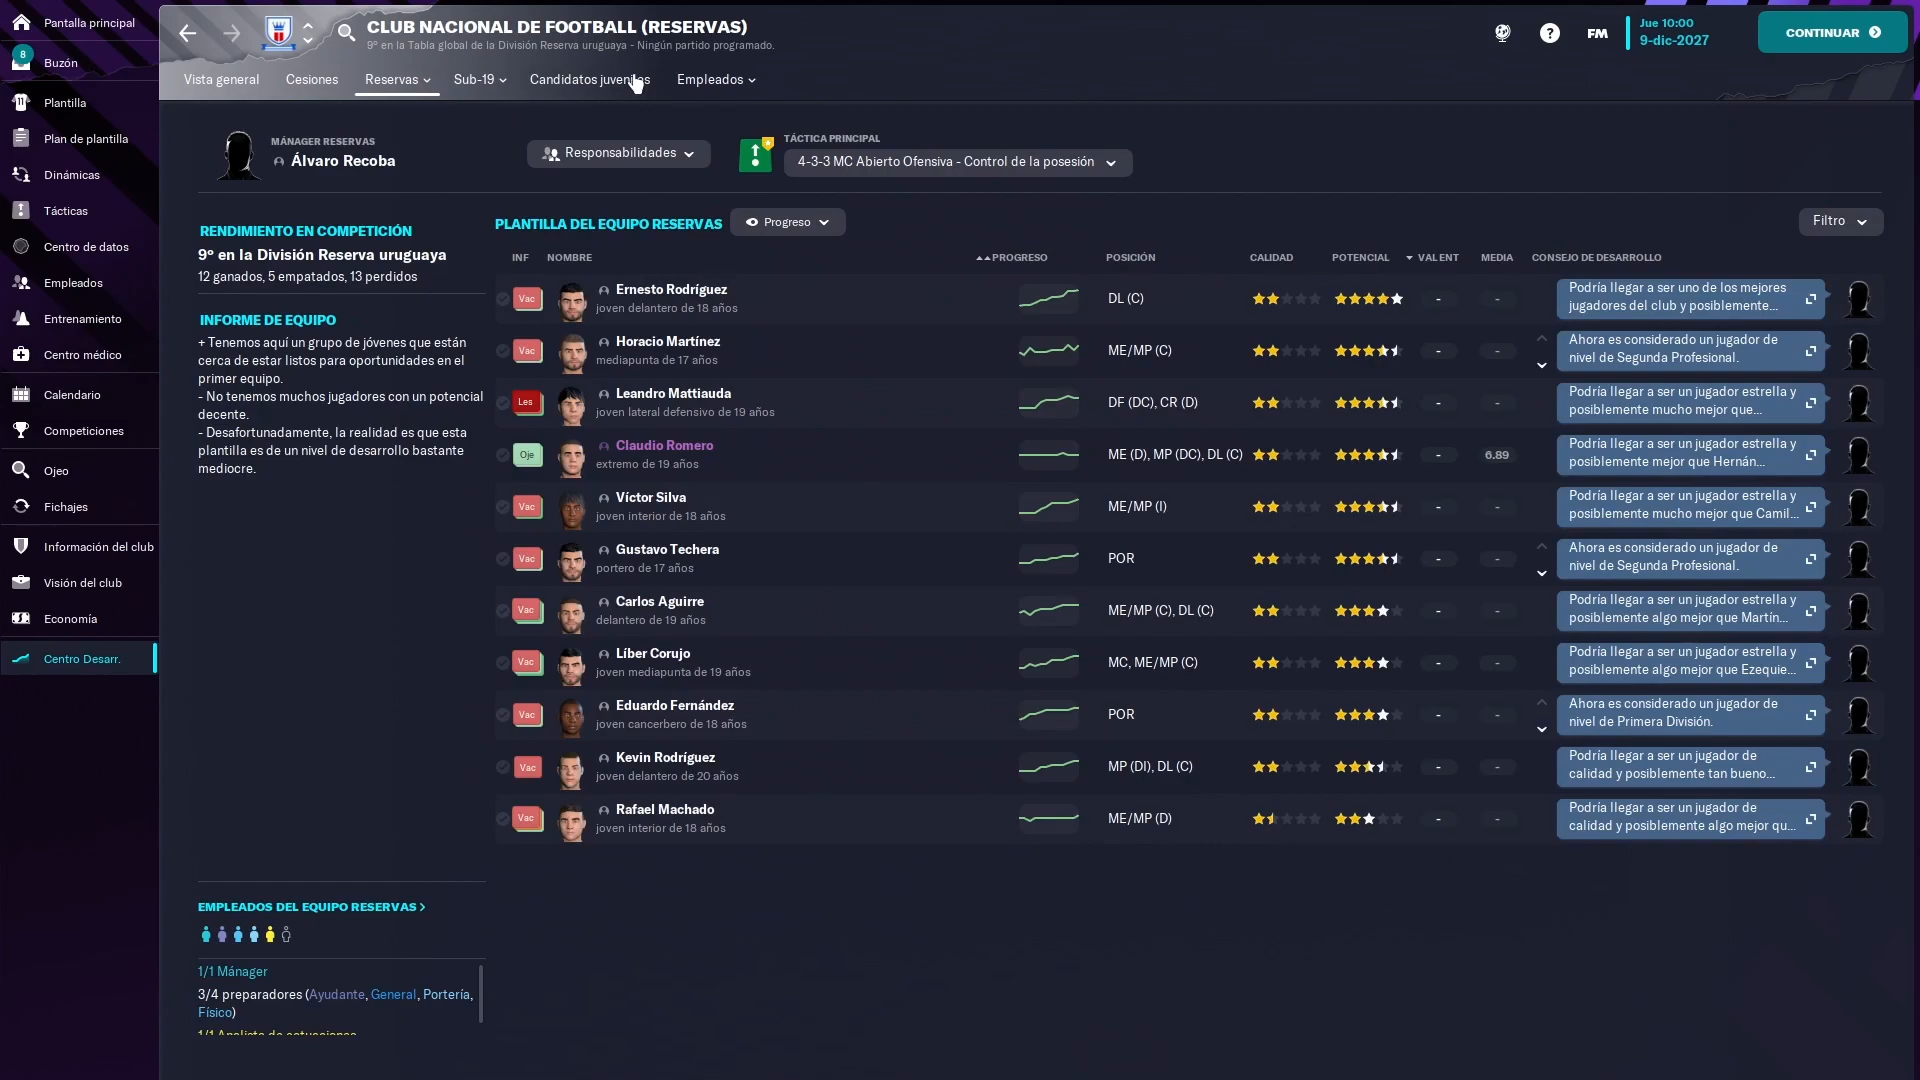 Pantalla principal
8
Buzón
Plantilla
Plan de plantilla
Dinámicas
Tácticas
Centro de datos
Empleados
Entrenamiento
Centro médico
Calendario
Competiciones
Ojeo
Fichajes
Información del club
Visión del club
Economía
Centro Desarr.
CLUB NACIONAL DE FOOTBALL (RESERVAS)
9º en la Tabla global de la División Reserva uruguaya - Ningún partido programado.
FM
Jue 10:00
9-dic-2027
CONTINUAR
Vista general Cesiones Reservas Sub-19 Candidatos juveniles Empleados
MÁNAGER RESERVAS
Álvaro Recoba
Responsabilidades
TÁCTICA PRINCIPAL
4-3-3 MC Abierto Ofensiva - Control de la posesión
RENDIMIENTO EN COMPETICIÓN
9º en la División Reserva uruguaya
12 ganados, 5 empatados, 13 perdidos
INFORME DE EQUIPO
+ Tenemos aquí un grupo de jóvenes que están
cerca de estar listos para oportunidades en el
primer equipo.
- No tenemos muchos jugadores con un potencial
decente.
- Desafortunadamente, la realidad es que esta
plantilla es de un nivel de desarrollo bastante
mediocre.
EMPLEADOS DEL EQUIPO RESERVAS >
1/1 Mánager
3/4 preparadores (Ayudante, General, Portería,
Físico)
1/1 Analista de actuaciones
PLANTILLA DEL EQUIPO RESERVAS Progreso
Filtro
INF NOMBRE PROGRESO POSICIÓN CALIDAD POTENCIAL VAL ENT MEDIA CONSEJO DE DESARROLLO
Vac Ernesto Rodríguez DL (C) - - Podría llegar a ser uno de los mejores
joven delantero de 18 años jugadores del club y posiblemente...
Vac Horacio Martínez ME/MP (C) - - Ahora es considerado un jugador de
mediapunta de 17 años nivel de Segunda Profesional.
Les Leandro Mattiauda DF (DC), CR (D) - - Podría llegar a ser un jugador estrella y
joven lateral defensivo de 19 años posiblemente mucho mejor que...
Oje Claudio Romero ME (D), MP (DC), DL (C) - 6.89 Podría llegar a ser un jugador estrella y
extremo de 19 años posiblemente mejor que Hernán...
Vac Víctor Silva ME/MP (I) - - Podría llegar a ser un jugador estrella y
joven interior de 18 años posiblemente mucho mejor que Camil...
Vac Gustavo Techera POR - - Ahora es considerado un jugador de
portero de 17 años nivel de Segunda Profesional.
Vac Carlos Aguirre ME/MP (C), DL (C) - - Podría llegar a ser un jugador estrella y
delantero de 19 años posiblemente algo mejor que Martín...
Vac Líber Corujo MC, ME/MP (C) - - Podría llegar a ser un jugador estrella y
joven mediapunta de 19 años posiblemente algo mejor que Ezequie...
Vac Eduardo Fernández POR - - Ahora es considerado un jugador de
joven cancerbero de 18 años nivel de Primera División.
Vac Kevin Rodríguez MP (DI), DL (C) - - Podría llegar a ser un jugador de
joven delantero de 20 años calidad y posiblemente tan bueno...
Vac Rafael Machado ME/MP (D) - - Podría llegar a ser un jugador de
joven interior de 18 años calidad y posiblemente algo mejor qu...